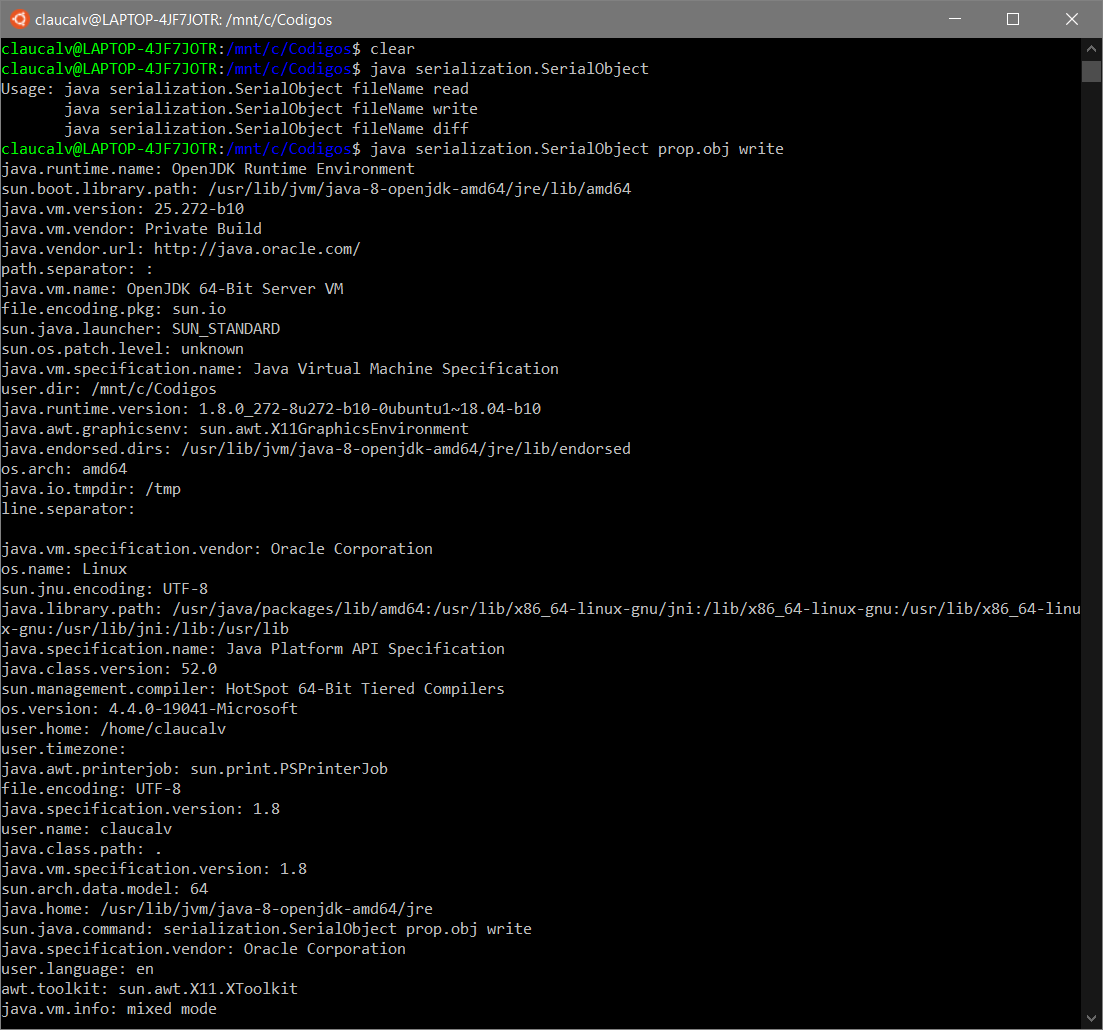 claucalv@LAPTOP-4JF7JOTR: /mnt/c/Codigos
claucalv@LAPTOP-4JF7JOTR:/mnt/c/Codigos$ clear
claucalv@LAPTOP-4JF7JOTR:/mnt/c/Codigos$ java serialization.SerialObject
Usage: java serialization.SerialObject fileName read
       java serialization.SerialObject fileName write
       java serialization.SerialObject fileName diff
claucalv@LAPTOP-4JF7JOTR:/mnt/c/Codigos$ java serialization.SerialObject prop.obj write
java.runtime.name: OpenJDK Runtime Environment
sun.boot.library.path: /usr/lib/jvm/java-8-openjdk-amd64/jre/lib/amd64
java.vm.version: 25.272-b10
java.vm.vendor: Private Build
java.vendor.url: http://java.oracle.com/
path.separator: :
java.vm.name: OpenJDK 64-Bit Server VM
file.encoding.pkg: sun.io
sun.java.launcher: SUN_STANDARD
sun.os.patch.level: unknown
java.vm.specification.name: Java Virtual Machine Specification
user.dir: /mnt/c/Codigos
java.runtime.version: 1.8.0_272-8u272-b10-0ubuntu1~18.04-b10
java.awt.graphicsenv: sun.awt.X11GraphicsEnvironment
java.endorsed.dirs: /usr/lib/jvm/java-8-openjdk-amd64/jre/lib/endorsed
os.arch: amd64
java.io.tmpdir: /tmp
line.separator:

java.vm.specification.vendor: Oracle Corporation
os.name: Linux
sun.jnu.encoding: UTF-8
java.library.path: /usr/java/packages/lib/amd64:/usr/lib/x86_64-linux-gnu/jni:/lib/x86_64-linux-gnu:/usr/lib/x86_64-linu
x-gnu:/usr/lib/jni:/lib:/usr/lib
java.specification.name: Java Platform API Specification
java.class.version: 52.0
sun.management.compiler: HotSpot 64-Bit Tiered Compilers
os.version: 4.4.0-19041-Microsoft
user.home: /home/claucalv
user.timezone:
java.awt.printerjob: sun.print.PSPrinterJob
file.encoding: UTF-8
java.specification.version: 1.8
user.name: claucalv
java.class.path: .
java.vm.specification.version: 1.8
sun.arch.data.model: 64
java.home: /usr/lib/jvm/java-8-openjdk-amd64/jre
sun.java.command: serialization.SerialObject prop.obj write
java.specification.vendor: Oracle Corporation
user.language: en
awt.toolkit: sun.awt.X11.XToolkit
java.vm.info: mixed mode